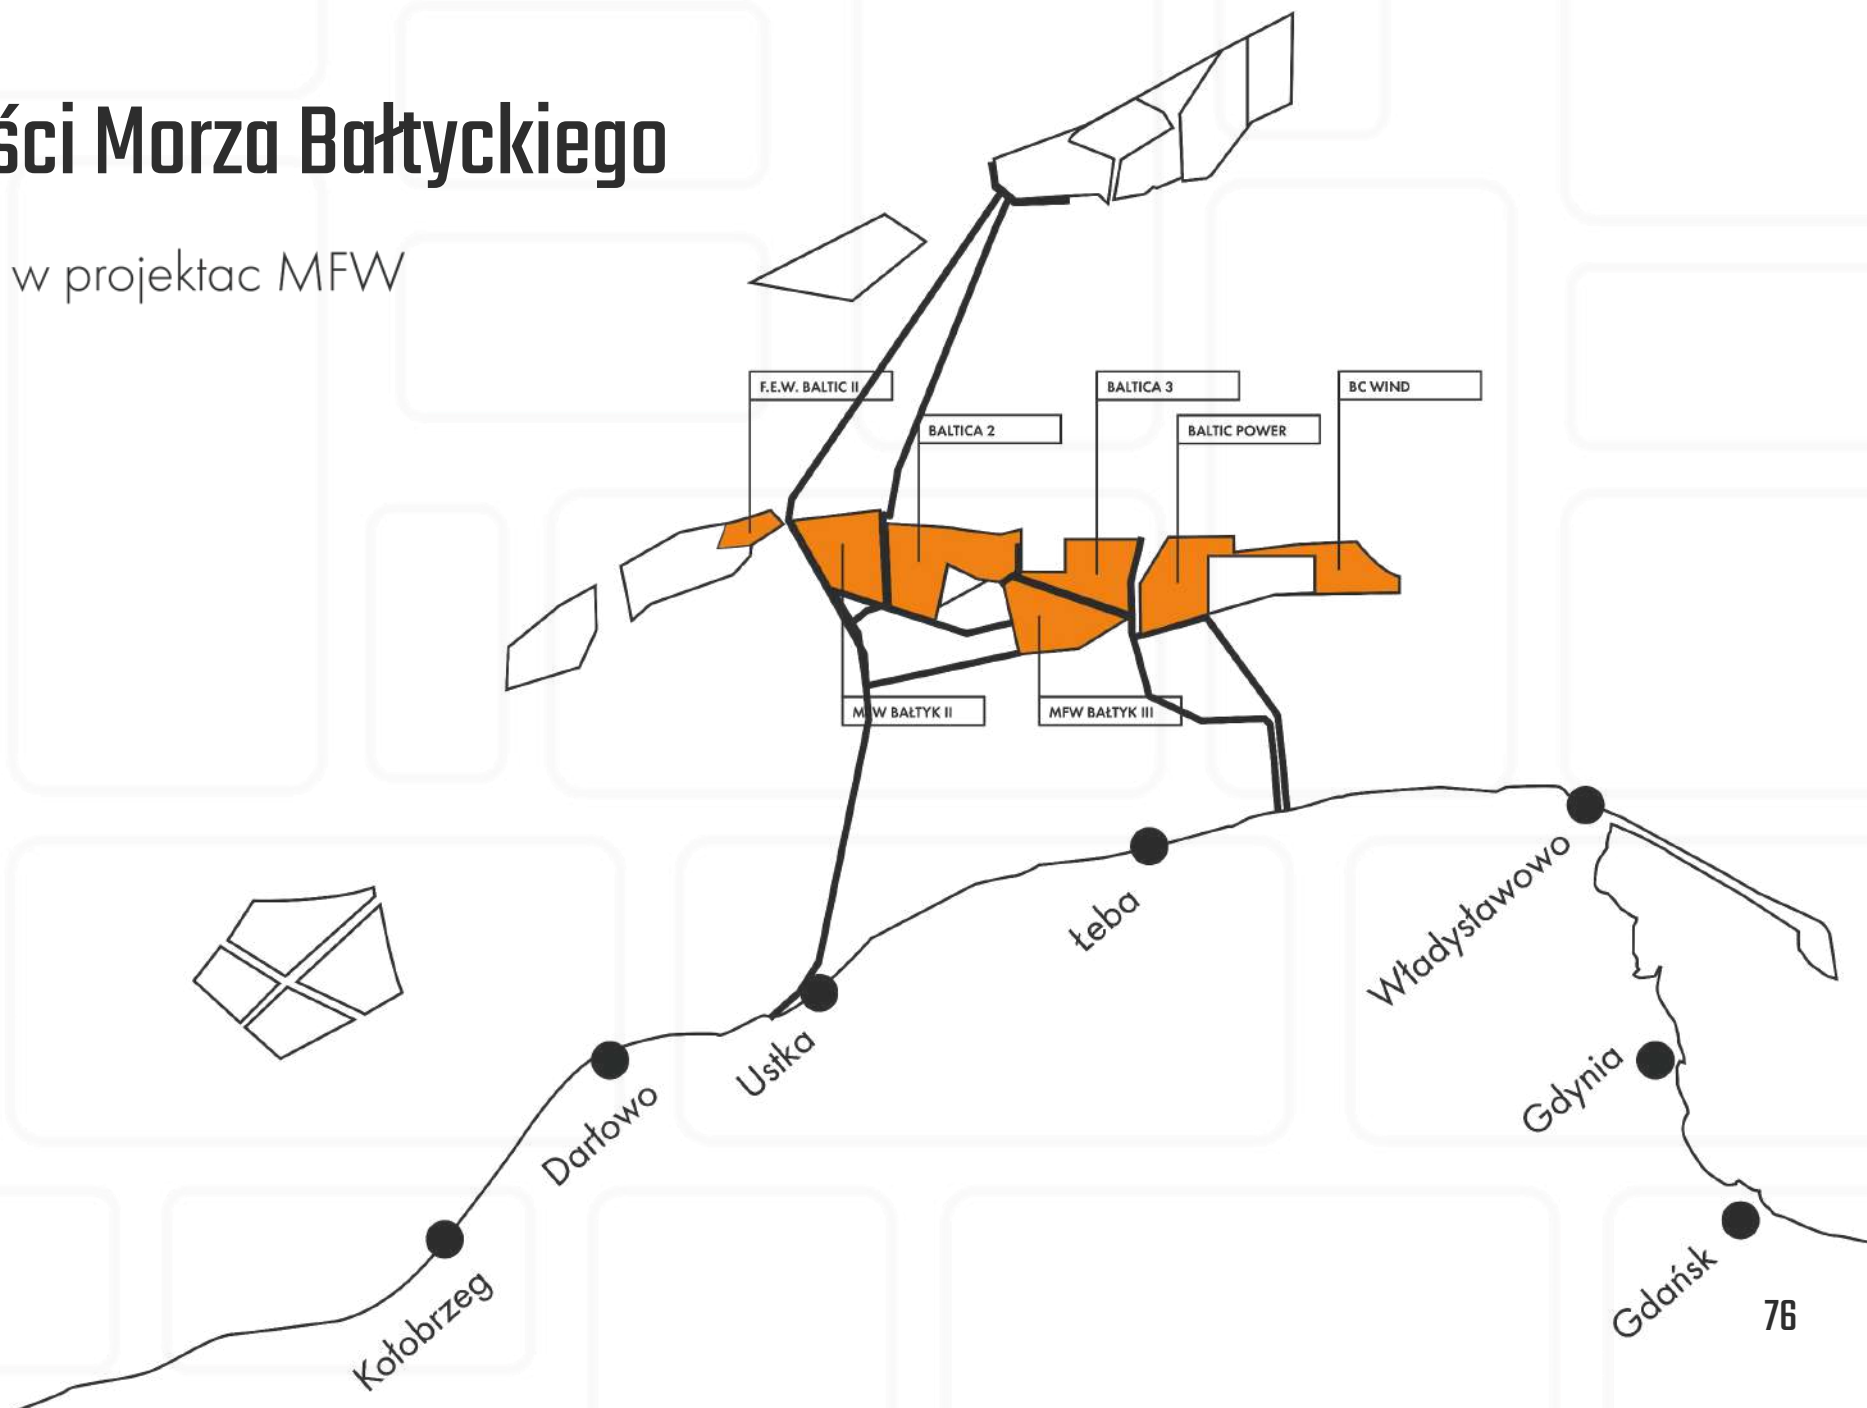 ści Morza Bałtyckiego
w projektac MFW
F.E.W. BALTIC II
BALTICA 3
BC WIND
BALTICA 2
BALTIC POWER
MFW BAŁTYK II
MFW BAŁTYK III
Władysławowo
Łeba
Ustka
Gdynia
Darłowo
Gdańsk
Kołobrzeg
76